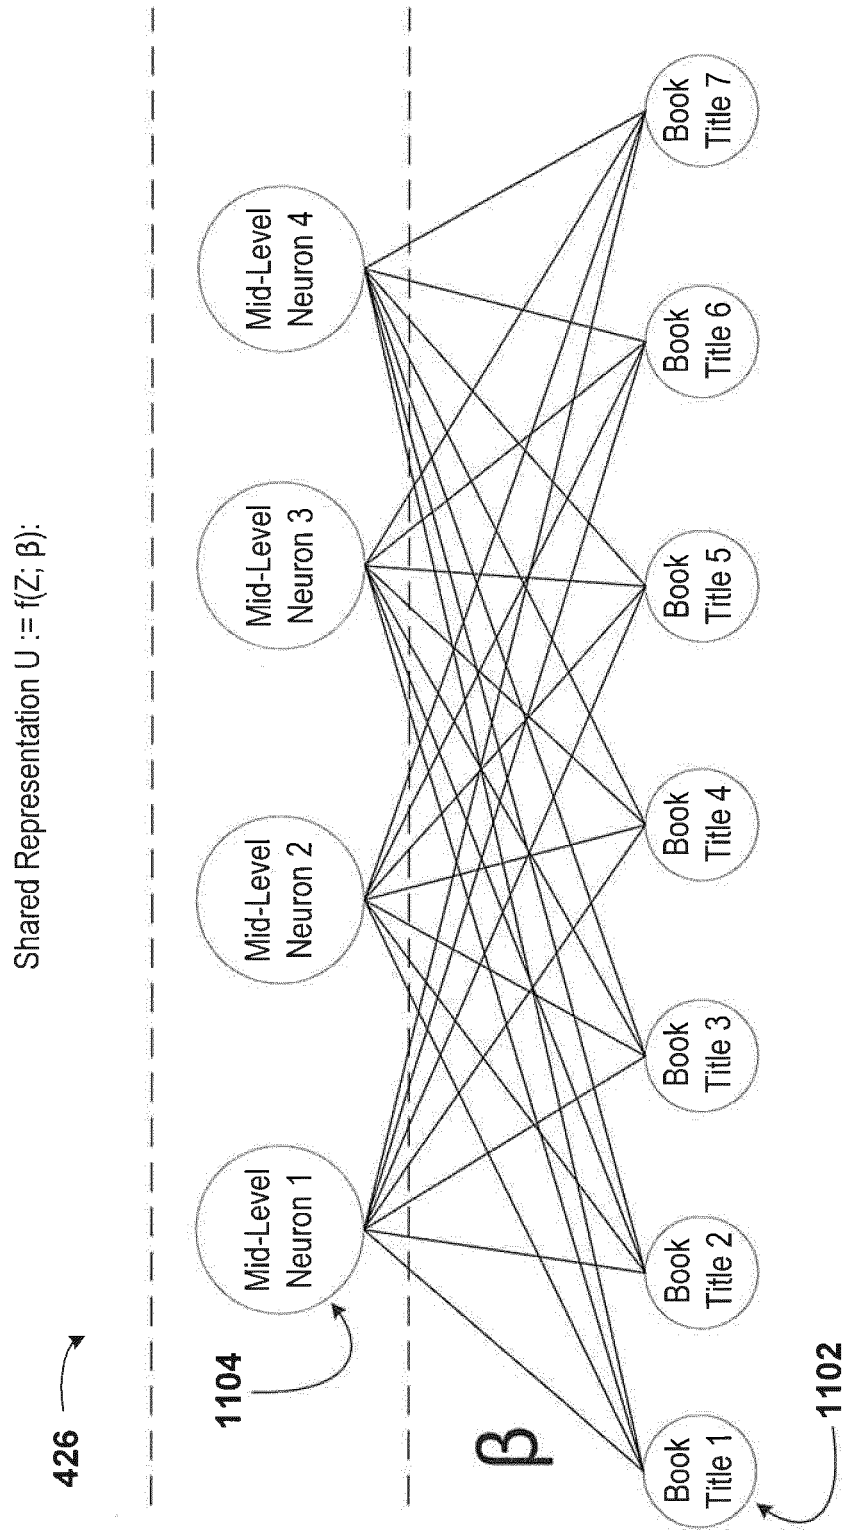 Shared Representation U := f(Z; β):
426
1104
Mid-Level
Neuron 1
Mid-Level
Neuron 2
Mid-Level
Neuron 3
Mid-Level
Neuron 4
β
Book
Title 1
Book
Title 2
Book
Title 3
Book
Title 4
Book
Title 5
Book
Title 6
Book
Title 7
1102